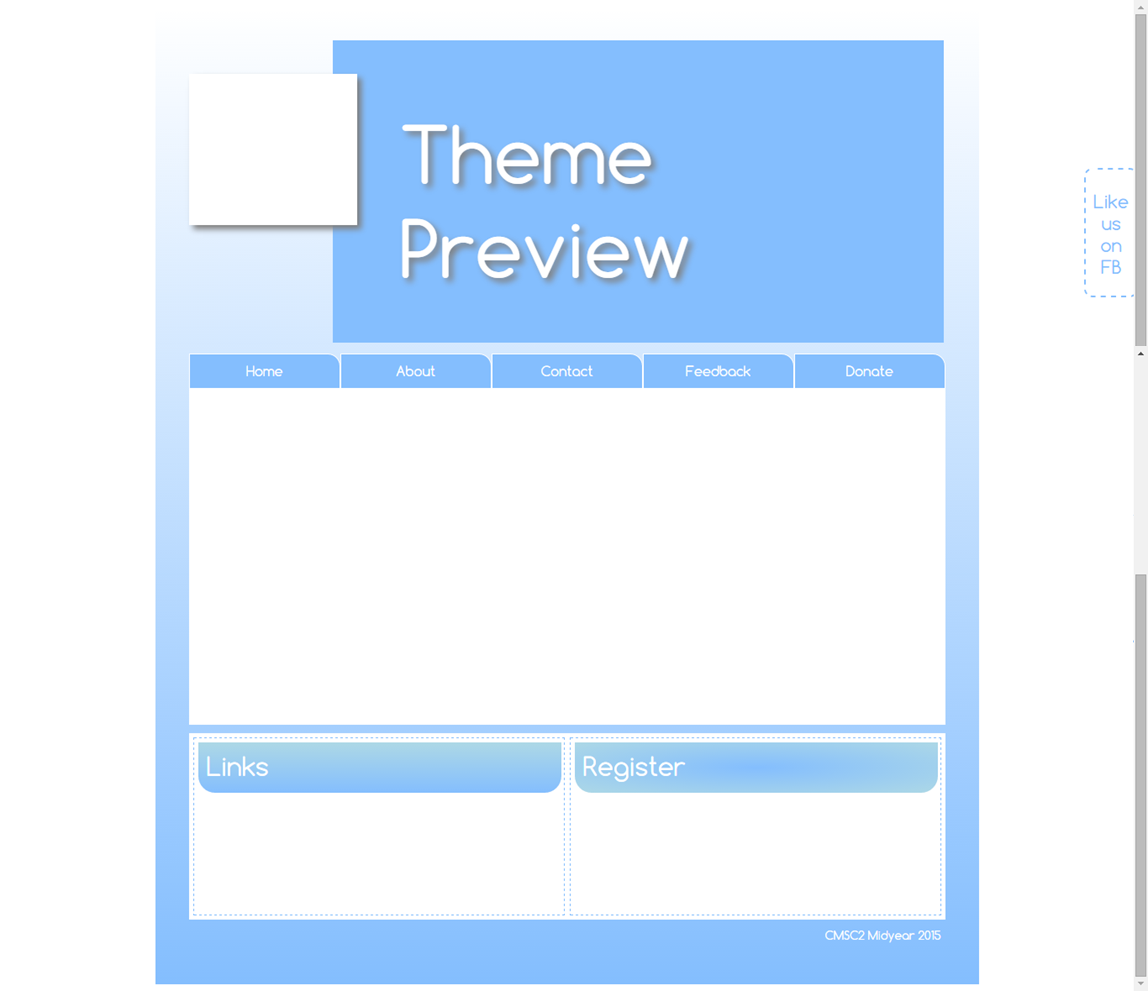 Theme
Preview
Like
us
on
FB
Home About Contact Feedback Donate
Links Register
CMSC2 Midyear 2015